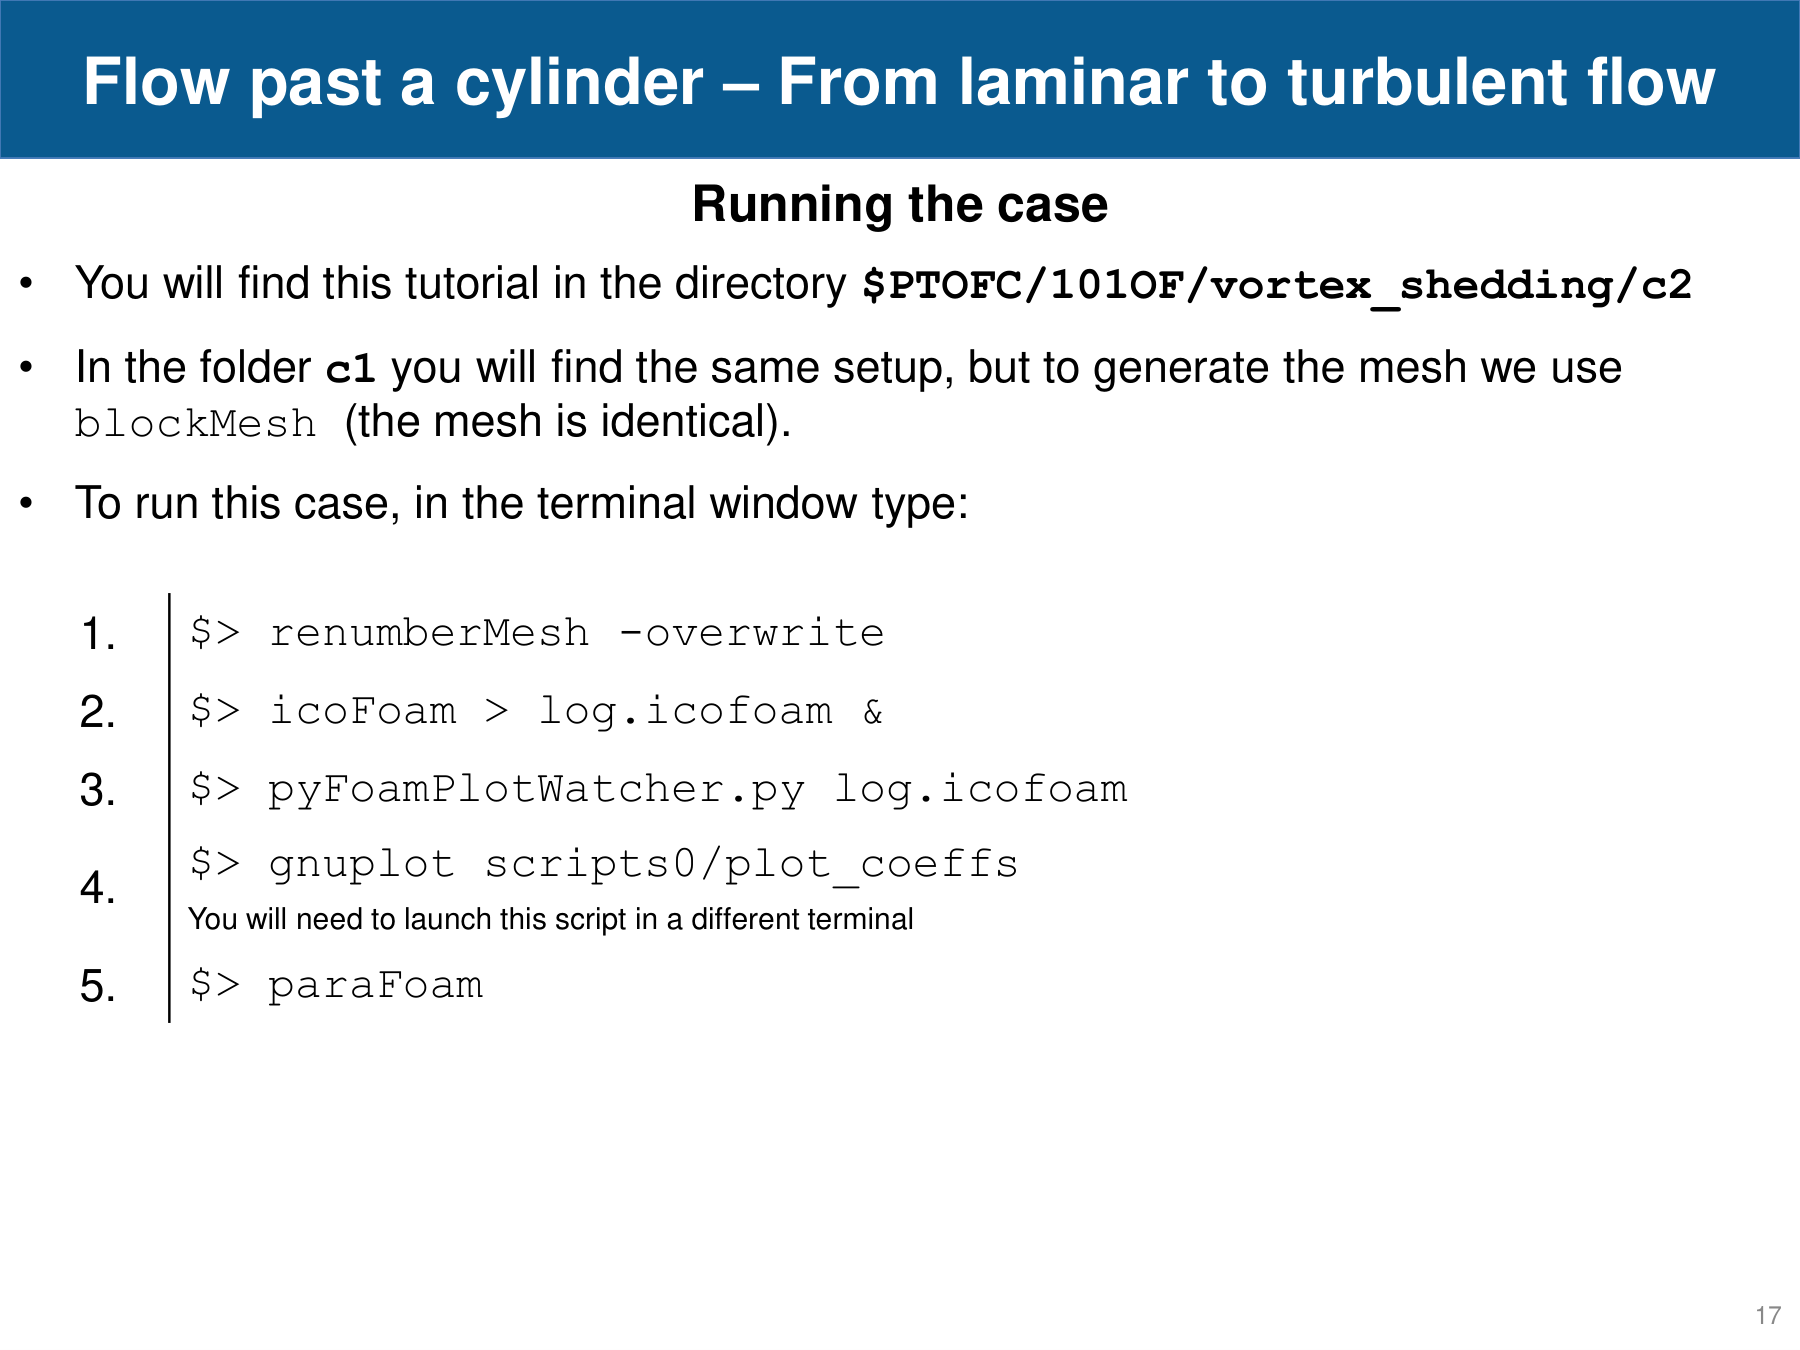 Flow past a cylinder – From laminar to turbulent flow
Running the case
• You will find this tutorial in the directory $PTOFC/101OF/vortex_shedding/c2
• In the folder c1 you will find the same setup, but to generate the mesh we use
blockMesh (the mesh is identical).
• To run this case, in the terminal window type:
1. $> renumberMesh -overwrite
2. $> icoFoam > log.icofoam &
3. $> pyFoamPlotWatcher.py log.icofoam
4. $> gnuplot scripts0/plot_coeffs
You will need to launch this script in a different terminal
5. $> paraFoam
17